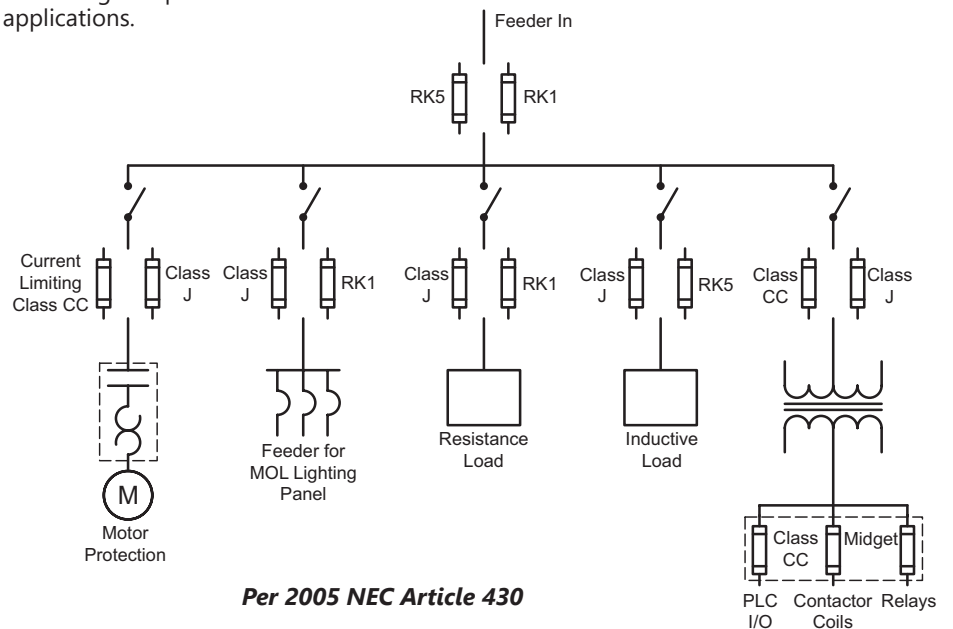 applications.
Feeder In
RK5
RK1
Current
Limiting
Class CC
Class
J
Class
J
RK1
Class
J
RK1
Class
J
RK5
Class
CC
Class
J
M
Motor
Protection
Feeder for
MOL Lighting
Panel
Resistance
Load
Inductive
Load
Class
CC
Midget
PLC
I/O
Contactor
Coils
Relays
Per 2005 NEC Article 430